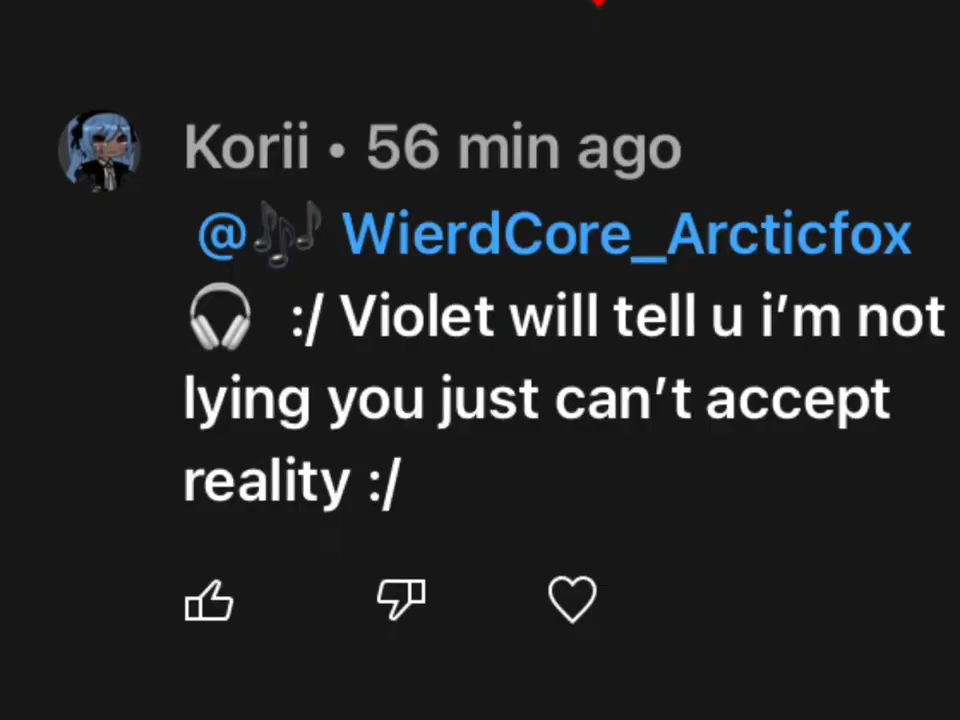 Korii • 56 min ago
@🎶 WierdCore_Arcticfox
🎧 :/ Violet will tell u i’m not
lying you just can’t accept
reality :/